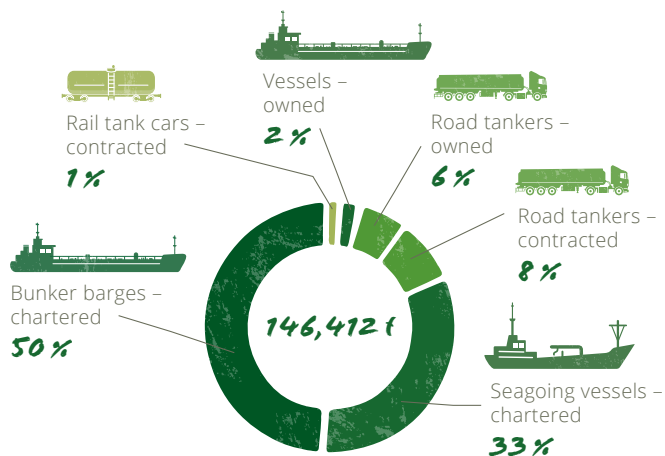 Vessels –
owned
2 %
Rail tank cars –
contracted
1 %
Road tankers –
owned
6 %
Road tankers –
contracted
8 %
Bunker barges –
chartered
50 %
146,412 t
Seagoing vessels –
chartered
33 %